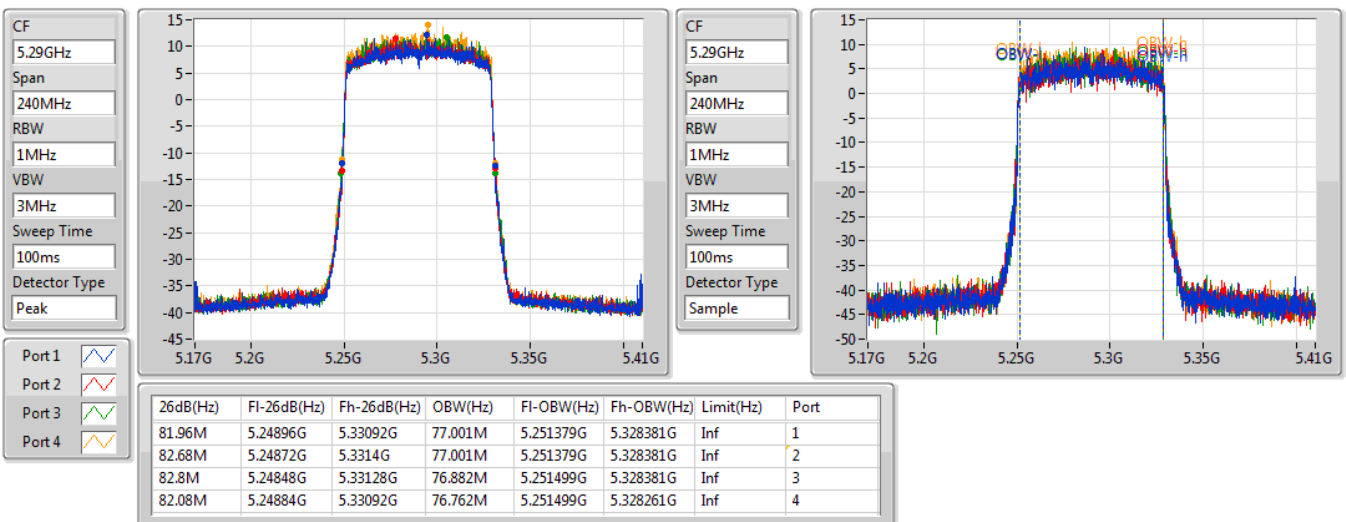 CF
5.29GHz
Span
240MHz
RBW
1MHz
VBW
3MHz
Sweep Time
100ms
Detector Type
Peak
15
10
5
0
-5
-10
-15
-20
-25
-30
-35
-40
-45
5.17G 5.2G 5.25G 5.3G 5.35G 5.41G
CF
5.29GHz
Span
240MHz
RBW
1MHz
VBW
3MHz
Sweep Time
100ms
Detector Type
Sample
15
10
5
0
-5
-10
-15
-20
-25
-30
-35
-40
-45
-50
OBW-h
5.17G 5.2G 5.25G 5.3G 5.35G 5.41G
Port 1
Port 2
Port 3
Port 4
26dB(Hz) Fl-26dB(Hz) Fh-26dB(Hz) OBW(Hz) Fl-OBW(Hz) Fh-OBW(Hz) Limit(Hz) Port
81.96M 5.24896G 5.33092G 77.001M 5.251379G 5.328381G Inf 1
82.68M 5.24872G 5.3314G 77.001M 5.251379G 5.328381G Inf 2
82.8M 5.24848G 5.33128G 76.882M 5.251499G 5.328381G Inf 3
82.08M 5.24884G 5.33092G 76.762M 5.251499G 5.328261G Inf 4